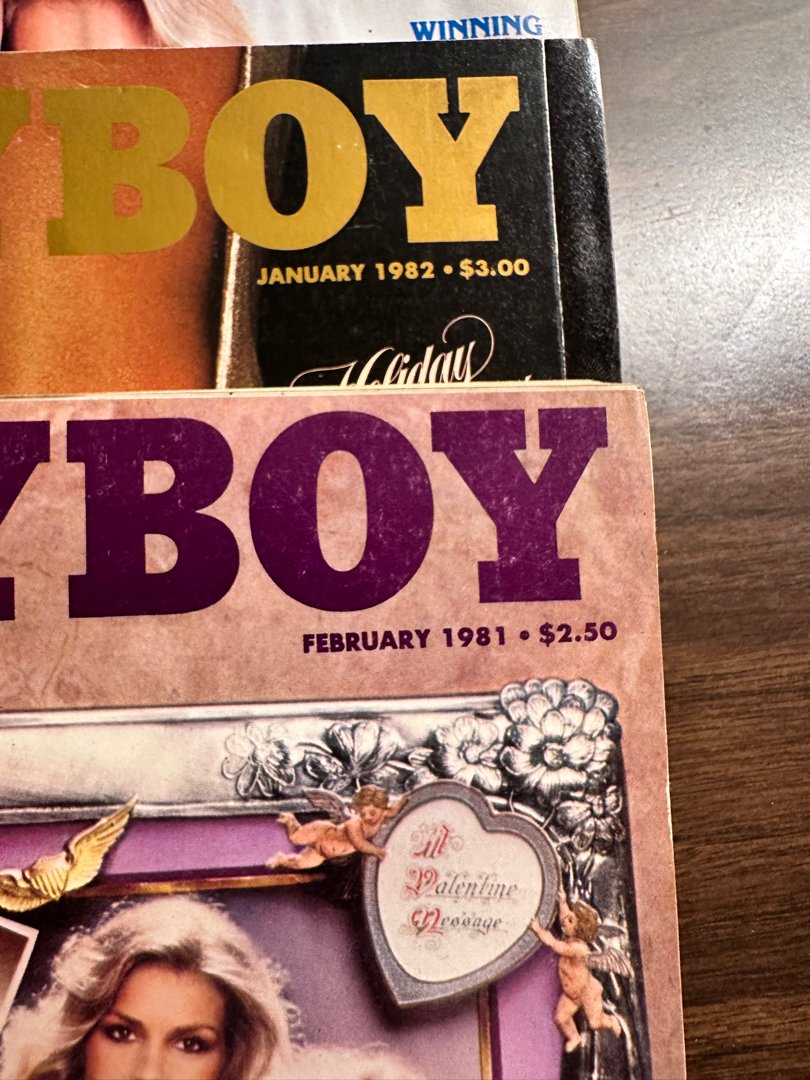 WINNING
YBOY
JANUARY 1982 • $3.00
Holiday
YBOY
FEBRUARY 1981 • $2.50
A
Valentine
Message